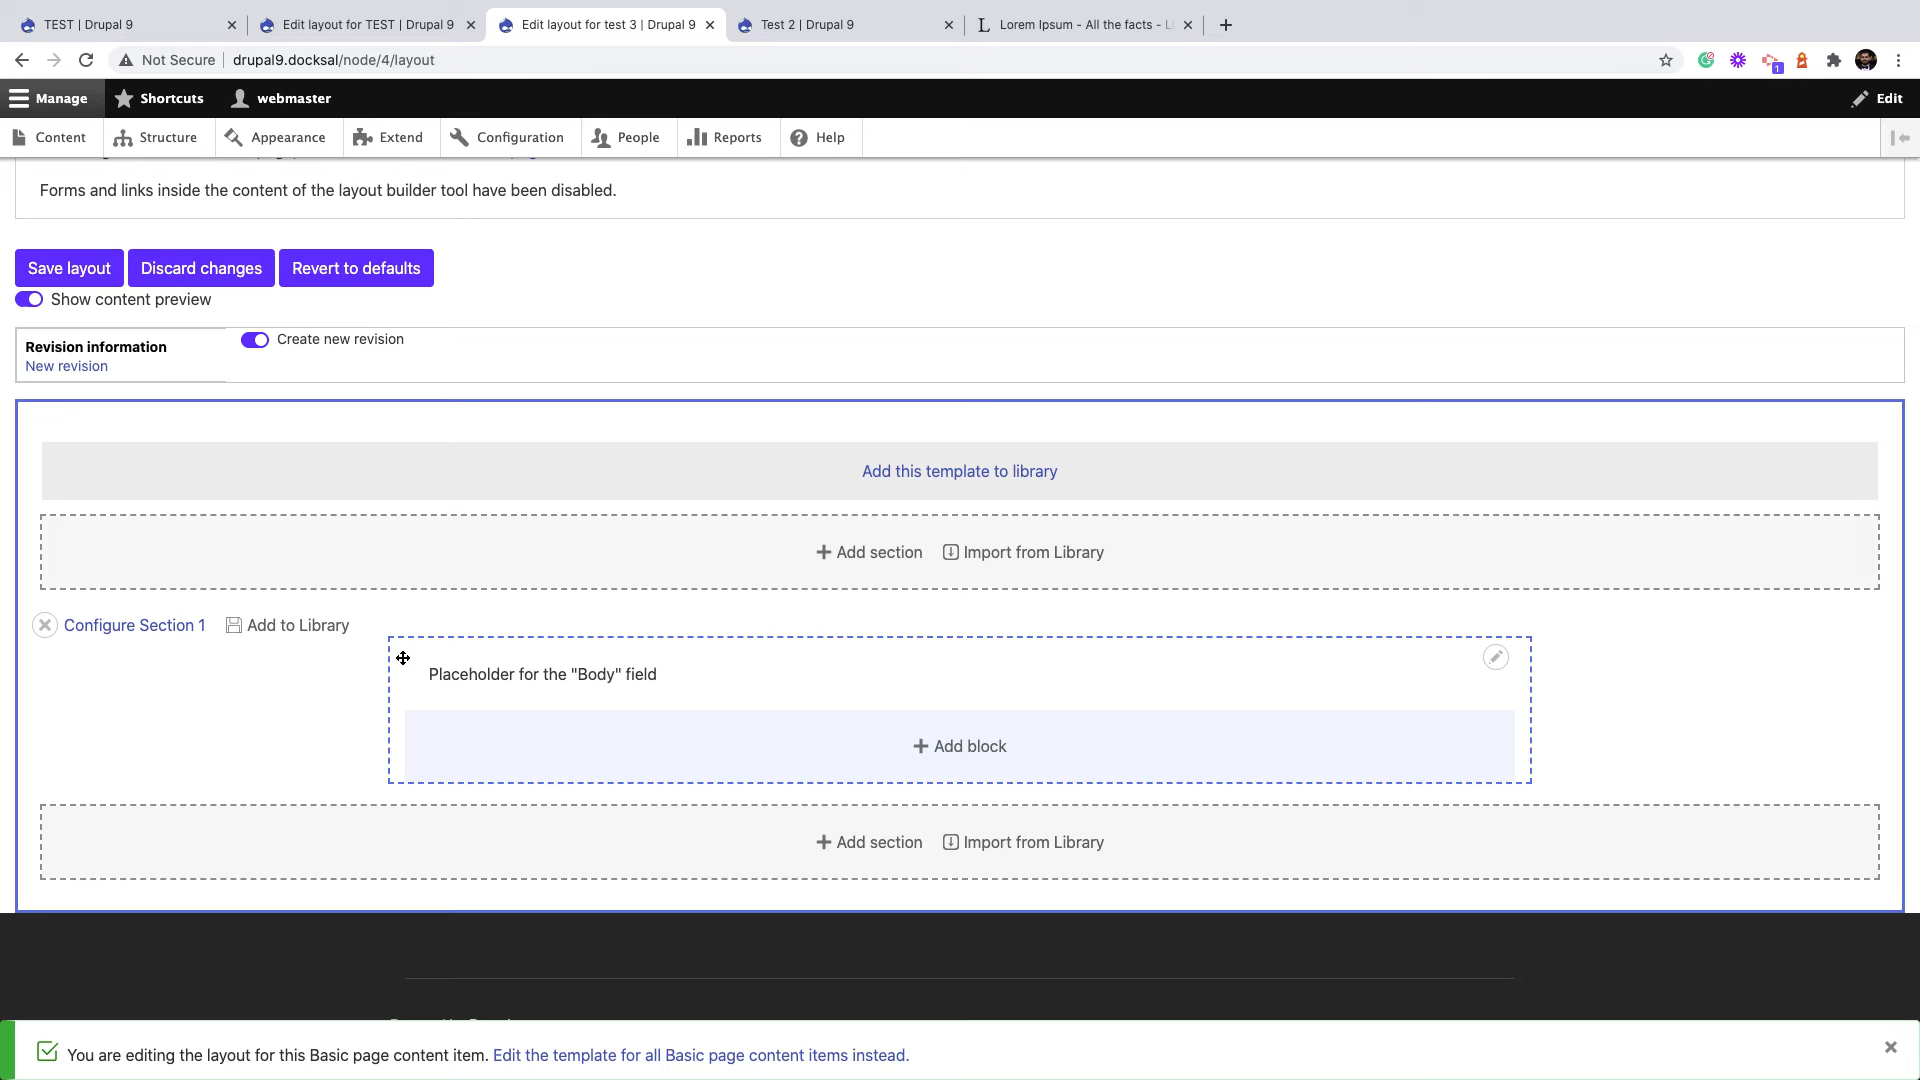 TEST | Drupal 9
Edit layout for TEST | Drupal 9
Edit layout for test 3 | Drupal 9
Test 2 | Drupal 9
Lorem Ipsum - All the facts - Li
Not Secure
drupal9.docksal/node/4/layout
1
Manage
Shortcuts
webmaster
Edit
Content
Structure
Appearance
Extend
Configuration
People
Reports
Help
Forms and links inside the content of the layout builder tool have been disabled.
Save layout
Discard changes
Revert to defaults
Show content preview
Revision information
New revision
Create new revision
Add this template to library
Add section
Import from Library
Configure Section 1
Add to Library
Placeholder for the "Body" field
Add block
Add section
Import from Library
You are editing the layout for this Basic page content item. Edit the template for all Basic page content items instead.